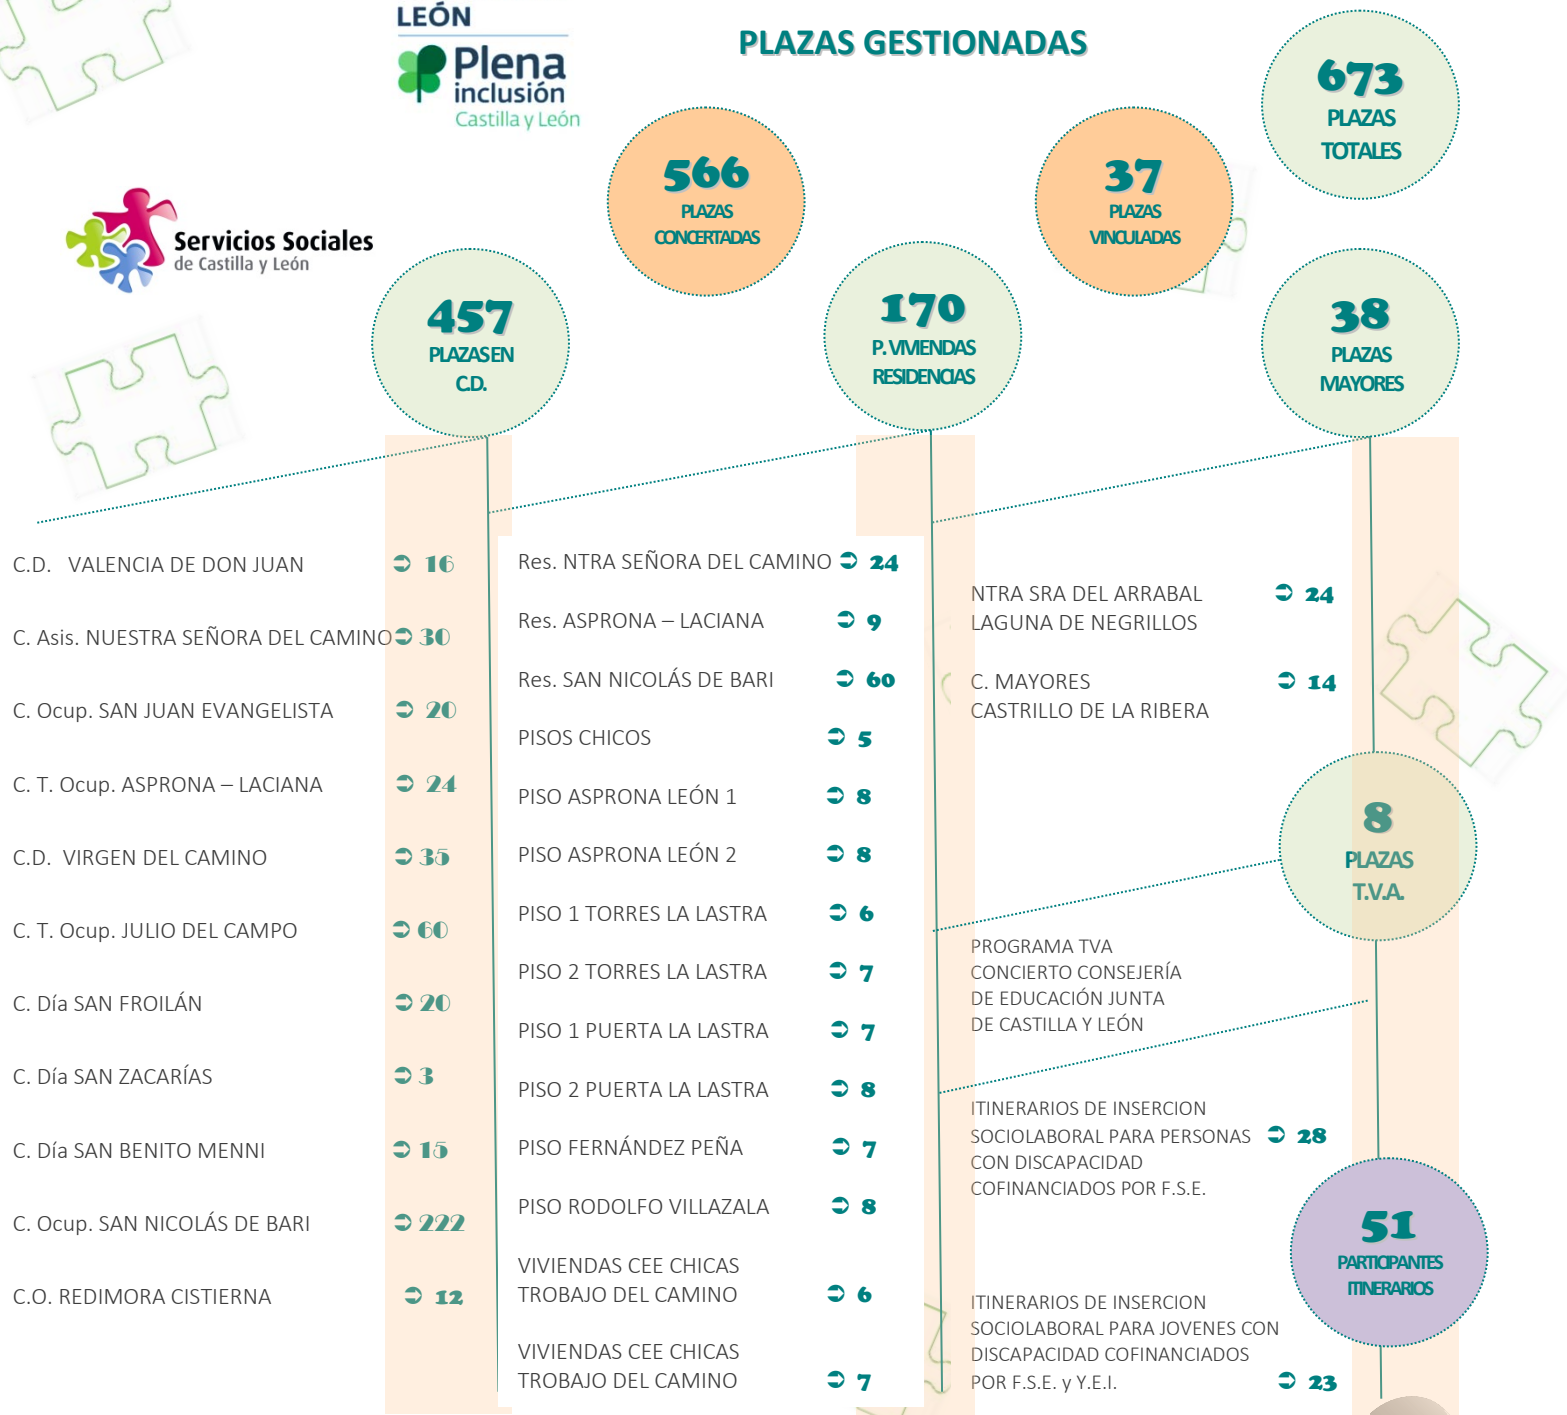 LEÓN
Plena
inclusión
Castilla y León
PLAZAS GESTIONADAS
673
PLAZAS
TOTALES
566
PLAZAS
CONCERTADAS
37
PLAZAS
VINCULADAS
Servicios Sociales
de Castilla y León
457
PLAZAS EN
C.D.
170
P. VIVIENDAS
RESIDENCIAS
38
PLAZAS
MAYORES
C.D. VALENCIA DE DON JUAN ➲ 16
C. Asis. NUESTRA SEÑORA DEL CAMINO ➲ 30
C. Ocup. SAN JUAN EVANGELISTA ➲ 20
C. T. Ocup. ASPRONA – LACIANA ➲ 24
C.D. VIRGEN DEL CAMINO ➲ 35
C. T. Ocup. JULIO DEL CAMPO ➲ 60
C. Día SAN FROILÁN ➲ 20
C. Día SAN ZACARÍAS ➲ 3
C. Día SAN BENITO MENNI ➲ 15
C. Ocup. SAN NICOLÁS DE BARI ➲ 222
C.O. REDIMORA CISTIERNA ➲ 12
Res. NTRA SEÑORA DEL CAMINO ➲ 24
Res. ASPRONA – LACIANA ➲ 9
Res. SAN NICOLÁS DE BARI ➲ 60
PISOS CHICOS ➲ 5
PISO ASPRONA LEÓN 1 ➲ 8
PISO ASPRONA LEÓN 2 ➲ 8
PISO 1 TORRES LA LASTRA ➲ 6
PISO 2 TORRES LA LASTRA ➲ 7
PISO 1 PUERTA LA LASTRA ➲ 7
PISO 2 PUERTA LA LASTRA ➲ 8
PISO FERNÁNDEZ PEÑA ➲ 7
PISO RODOLFO VILLAZALA ➲ 8
VIVIENDAS CEE CHICAS
TROBAJO DEL CAMINO ➲ 6
VIVIENDAS CEE CHICAS
TROBAJO DEL CAMINO ➲ 7
NTRA SRA DEL ARRABAL ➲ 24
LAGUNA DE NEGRILLOS
C. MAYORES ➲ 14
CASTRILLO DE LA RIBERA
8
PLAZAS
T.V.A.
PROGRAMA TVA
CONCIERTO CONSEJERÍA
DE EDUCACIÓN JUNTA
DE CASTILLA Y LEÓN
ITINERARIOS DE INSERCION
SOCIOLABORAL PARA PERSONAS ➲ 28
CON DISCAPACIDAD
COFINANCIADOS POR F.S.E.
51
PARTICIPANTES
ITINERARIOS
ITINERARIOS DE INSERCION
SOCIOLABORAL PARA JOVENES CON
DISCAPACIDAD COFINANCIADOS
POR F.S.E. y Y.E.I. ➲ 23